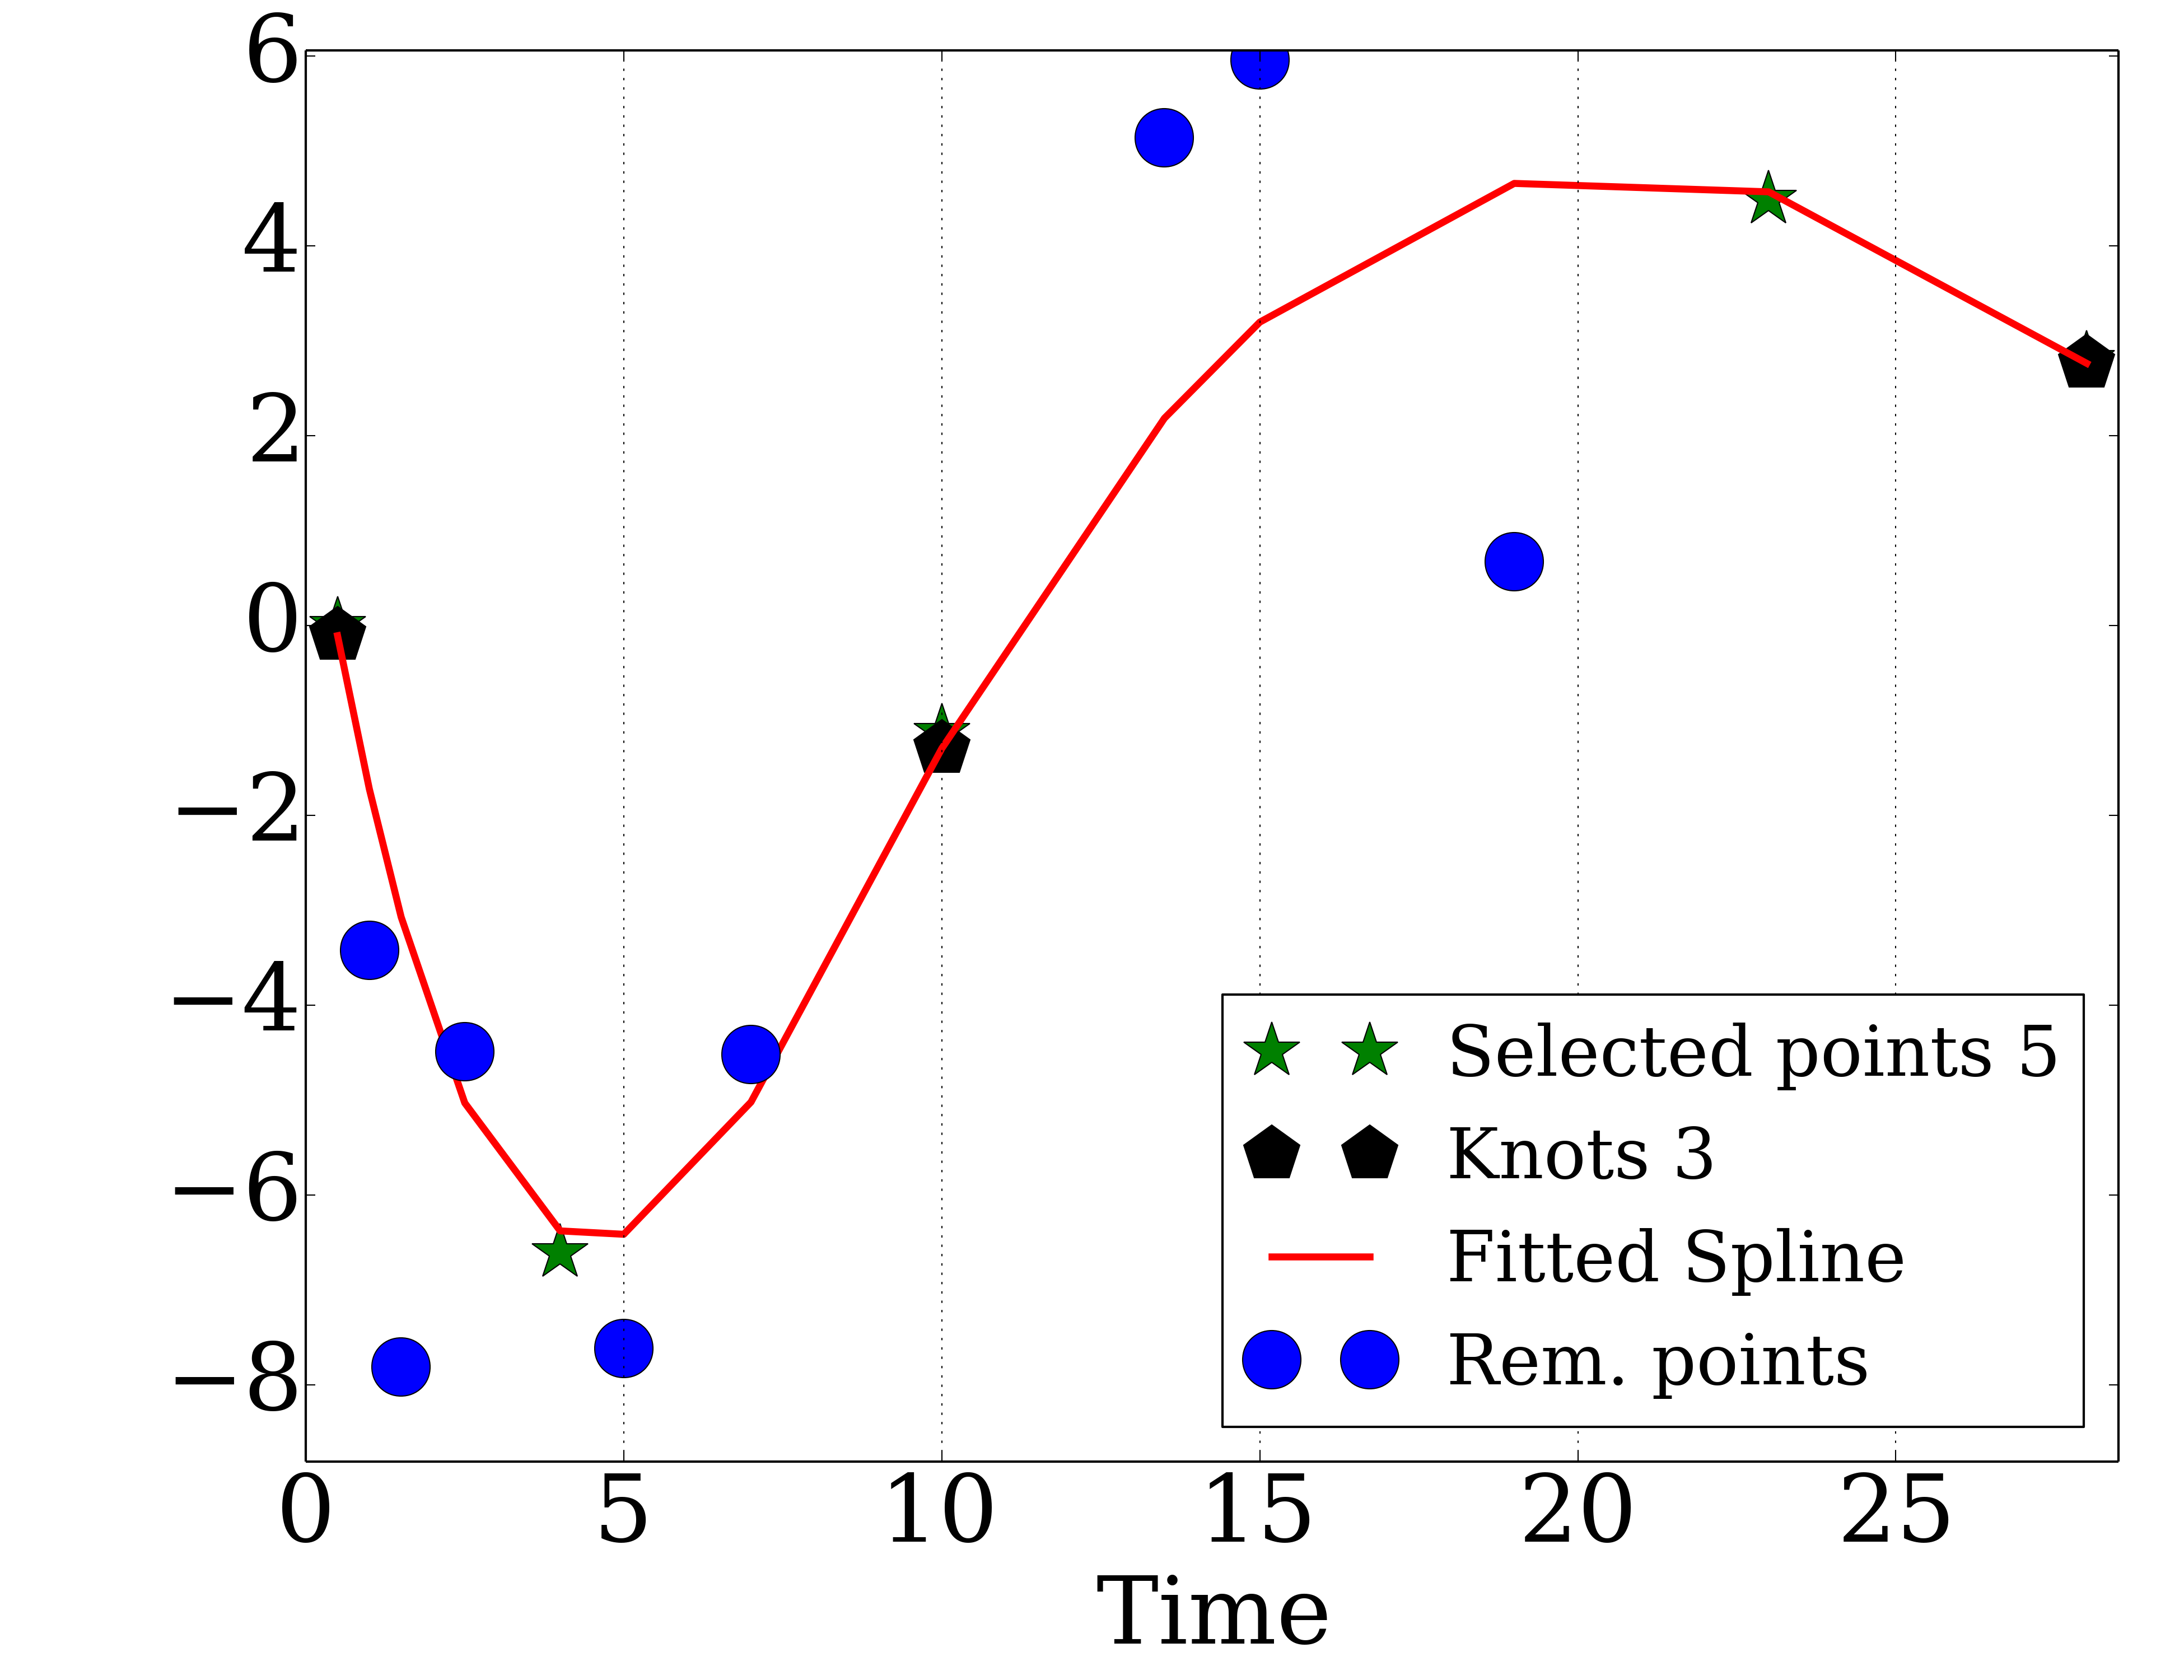 6
4
2
0
−2
−4
−6
−8
Selected points 5
Knots 3
Fitted Spline
Rem. points
0 5 10 15 20 25
Time